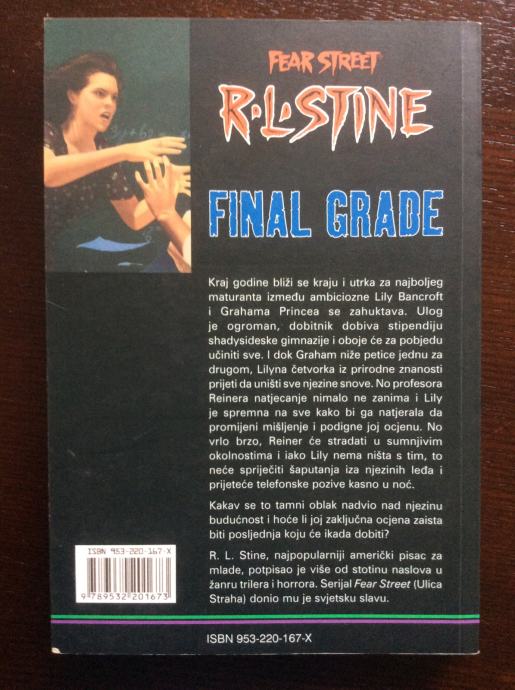 FEAR STREET
R.L. STINE
FINAL GRADE
Kraj godine bliži se kraju i utrka za najboljeg
maturanta između ambiciozne Lily Bancroft
i Grahama Princea se zahuktava. Ulog
je ogroman, dobitnik dobiva stipendiju
shadysideske gimnazije i oboje će za pobjedu
učiniti sve. I dok Graham niže petice jednu za
drugom, Lilyna četvorka iz prirodne znanosti
prijeti da uništi sve njezine snove. No profesora
Reinera natjecanje nimalo ne zanima i Lily
je spremna na sve kako bi ga natjerala da
promijeni mišljenje i podigne joj ocjenu. No
vrlo brzo, Reiner će stradati u sumnjivim
okolnostima i iako Lily nema ništa s tim, to
neće spriječiti šaputanja iza njezinih leđa i
prijeteće telefonske pozive kasno u noć.
Kakav se to tamni oblak nadvio nad njezinu
budućnost i hoće li joj zaključna ocjena zaista
biti posljednja koju će ikada dobiti?
R. L. Stine, najpopularniji američki pisac za
mlade, potpisao je više od stotinu naslova u
žanru trilera i horrora. Serijal Fear Street (Ulica
Straha) donio mu je svjetsku slavu.
ISBN 953-220-167-X
9 789532 201673
ISBN 953-220-167-X